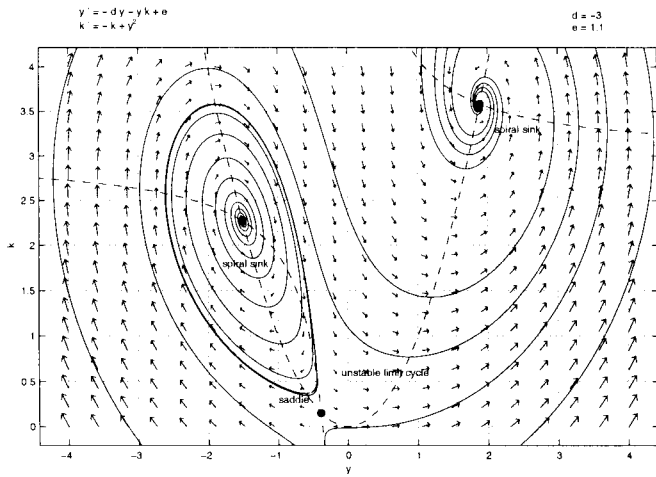 y ' = − d y − y k + e
k ' = − k + y²
d = −3
e = 1.1
4
3.5
3
2.5
2
1.5
1
0.5
0
k
spiral sink
spiral sink
unstable limit cycle
saddle
−4
−3
−2
−1
0
1
2
3
4
y